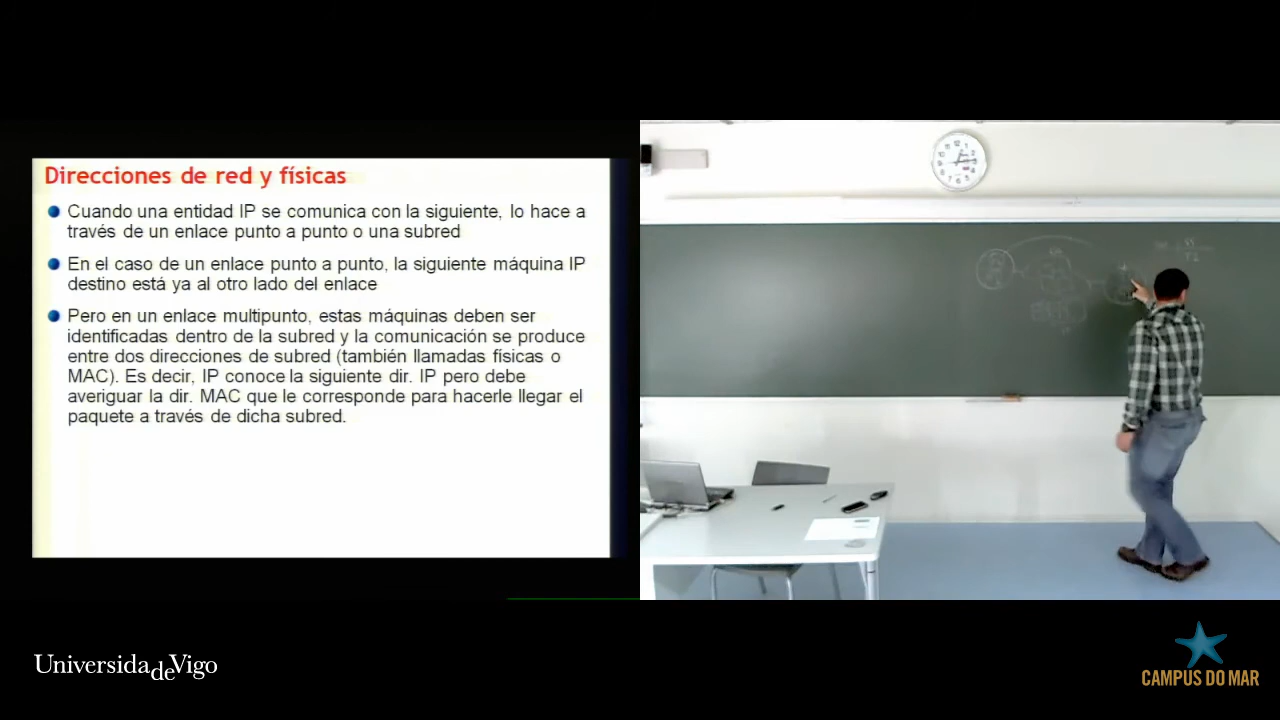 Direcciones de red y físicas
Cuando una entidad IP se comunica con la siguiente, lo hace a
través de un enlace punto a punto o una subred
En el caso de un enlace punto a punto, la siguiente máquina IP
destino está ya al otro lado del enlace
Pero en un enlace multipunto, estas máquinas deben ser
identificadas dentro de la subred y la comunicación se produce
entre dos direcciones de subred (también llamadas físicas o
MAC). Es decir, IP conoce la siguiente dir. IP pero debe
averiguar la dir. MAC que le corresponde para hacerle llegar el
paquete a través de dicha subred.
UniversidadeVigo
CAMPUS DO MAR